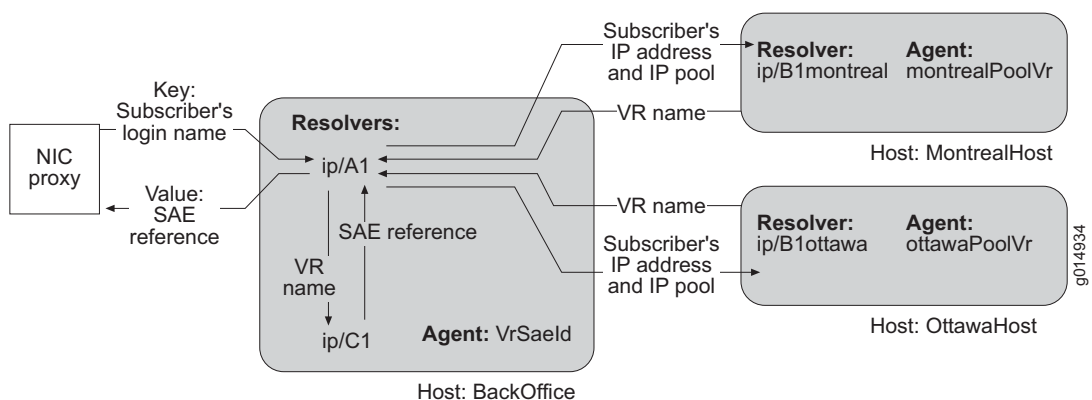 NIC
proxy
Key:
Subscriber's
login name
Value:
SAE
reference
Resolvers:
ip/A1
SAE reference
VR
name
ip/C1
Agent: VrSaeId
Host: BackOffice
Subscriber's
IP address
and IP pool
VR name
VR name
Subscriber's
IP address
and IP pool
Resolver: Agent:
ip/B1montreal montrealPoolVr
Host: MontrealHost
Resolver: Agent:
ip/B1ottawa ottawaPoolVr
Host: OttawaHost
g014934